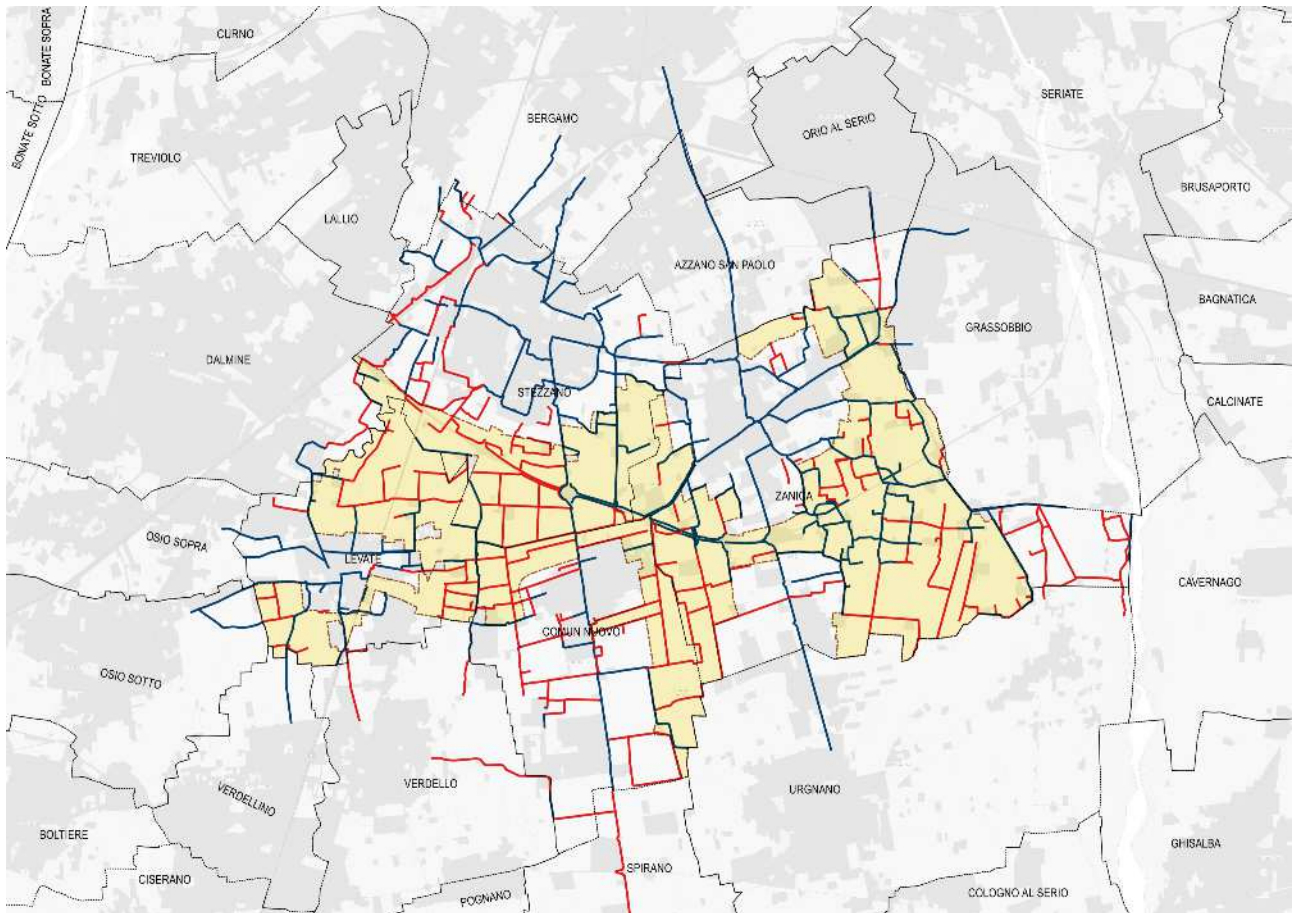 CURNO
BONATE SOPRA
BONATE SOTTO
SERIATE
BERGAMO
ORIO AL SERIO
TREVIOLO
BRUSAPORTO
LALLIO
AZZANO SAN PAOLO
BAGNATICA
GRASSOBBIO
DALMINE
STEZZANO
CALCINATE
ZANICA
OSIO SOPRA
LEVATE
CAVERNAGO
COMUN NUOVO
OSIO SOTTO
VERDELLO
URGNANO
VERDELLINO
BOLTIERE
GHISALBA
SPIRANO
CISERANO
POGNANO
COLOGNO AL SERIO